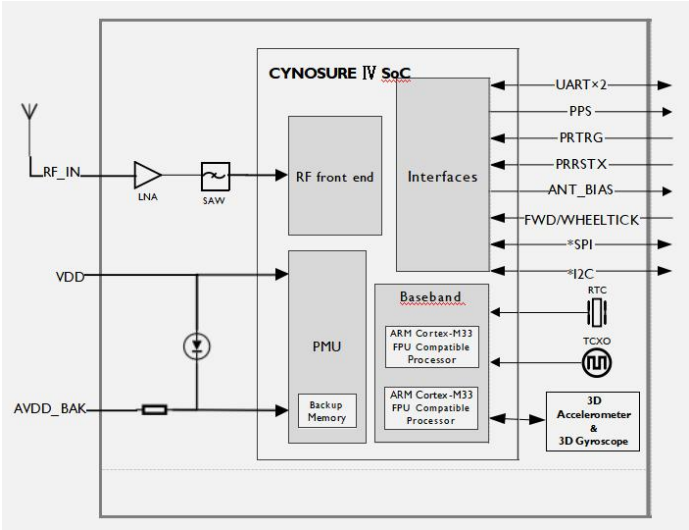 CYNOSURE Ⅳ SoC
RF_IN
LNA
SAW
RF front end
Interfaces
UART×2
PPS
PRTRG
PRRSTX
ANT_BIAS
FWD/WHEELTICK
*SPI
*I2C
VDD
AVDD_BAK
PMU
Backup
Memory
Baseband
ARM Cortex-M33
FPU Compatible
Processor
ARM Cortex-M33
FPU Compatible
Processor
RTC
TCXO
3D
Accelerometer
&
3D Gyroscope